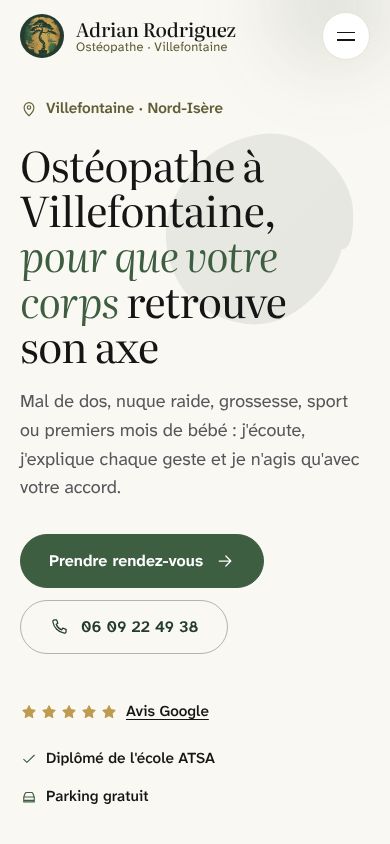 Adrian Rodriguez
Ostéopathe · Villefontaine
Villefontaine · Nord-Isère
Ostéopathe à
Villefontaine,
pour que votre
corps retrouve
son axe
Mal de dos, nuque raide, grossesse, sport
ou premiers mois de bébé : j'écoute,
j'explique chaque geste et je n'agis qu'avec
votre accord.
Prendre rendez-vous
06 09 22 49 38
Avis Google
Diplômé de l'école ATSA
Parking gratuit